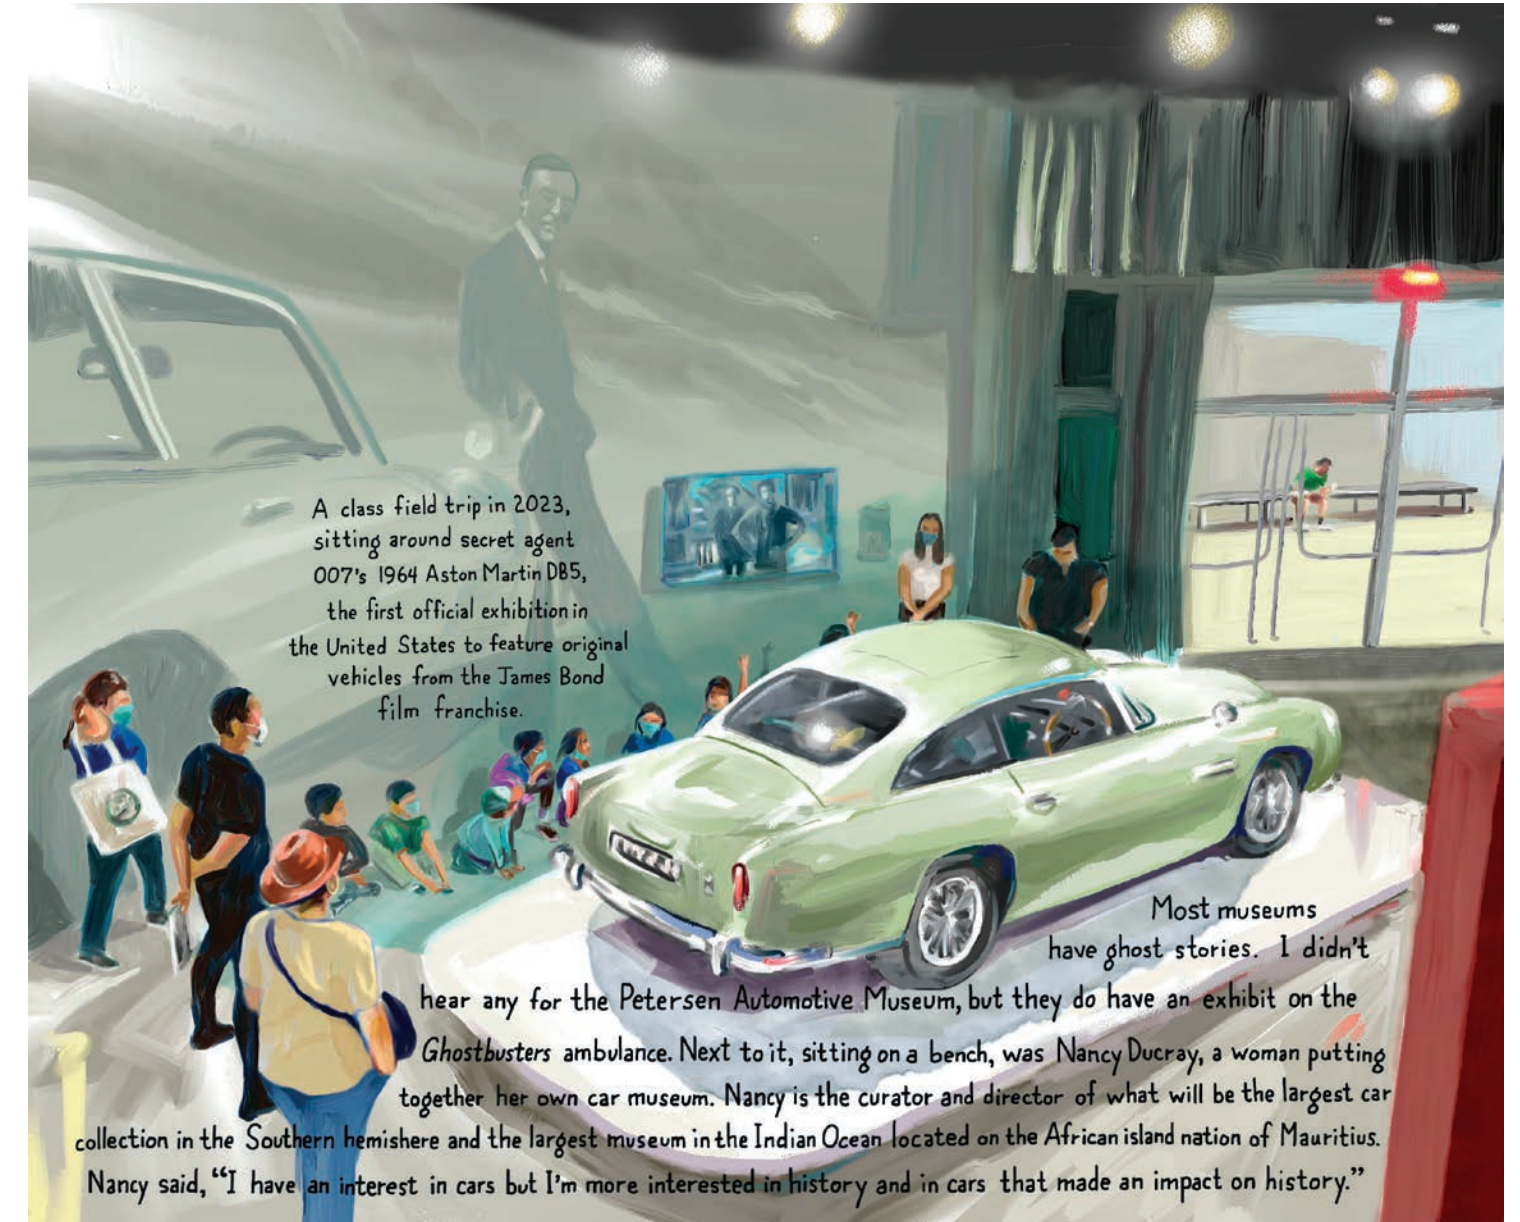 A class field trip in 2023,
sitting around secret agent
007's 1964 Aston Martin DB5,
the first official exhibition in
the United States to feature original
vehicles from the James Bond
film franchise.
Most museums
have ghost stories. I didn't
hear any for the Petersen Automotive Museum, but they do have an exhibit on the
Ghostbusters ambulance. Next to it, sitting on a bench, was Nancy Ducray, a woman putting
together her own car museum. Nancy is the curator and director of what will be the largest car
collection in the Southern hemishere and the largest museum in the Indian Ocean located on the African island nation of Mauritius.
Nancy said, “I have an interest in cars but I'm more interested in history and in cars that made an impact on history.”